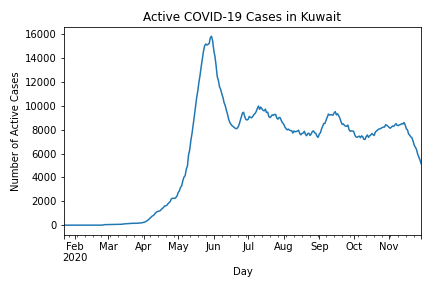 Active COVID-19 Cases in Kuwait
Number of Active Cases
16000
14000
12000
10000
8000
6000
4000
2000
0
Feb Mar Apr May Jun Jul Aug Sep Oct Nov
2020
Day